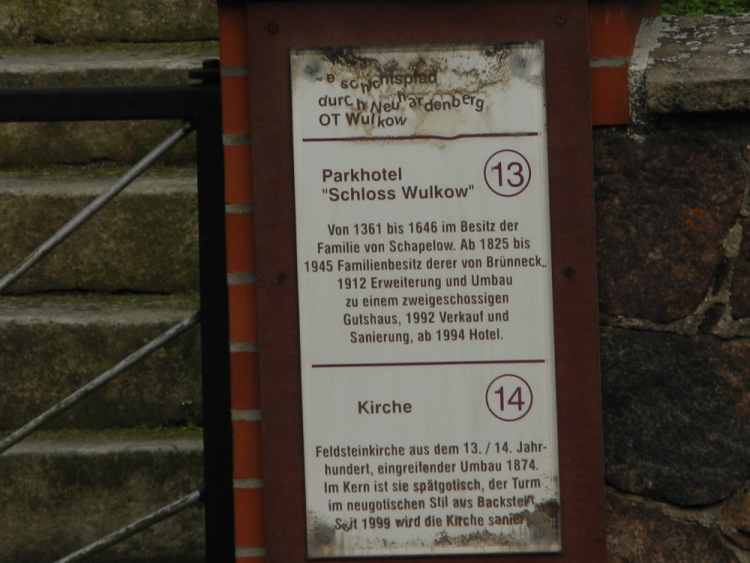 schichtspfad
durch Neuhardenberg
OT Wulkow
Parkhotel 13
"Schloss Wulkow"
Von 1361 bis 1646 im Besitz der
Familie von Schapelow. Ab 1825 bis
1945 Familienbesitz derer von Brünneck.
1912 Erweiterung und Umbau
zu einem zweigeschossigen
Gutshaus, 1992 Verkauf und
Sanierung, ab 1994 Hotel.
Kirche 14
Feldsteinkirche aus dem 13. / 14. Jahr-
hundert, eingreifender Umbau 1874.
Im Kern ist sie spätgotisch, der Turm
im neugotischen Stil aus Backstein.
Seit 1999 wird die Kirche saniert